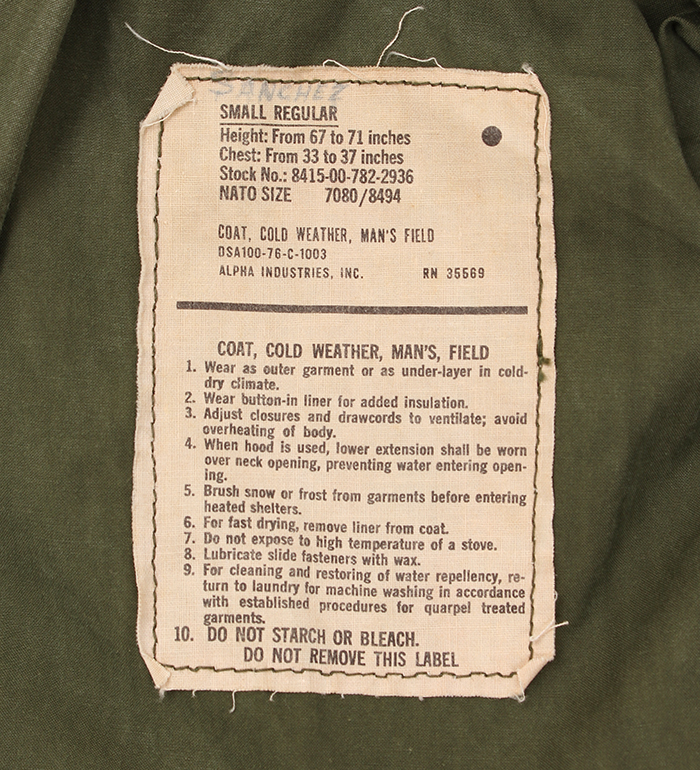 SANCHEZ
SMALL REGULAR
Height: From 67 to 71 inches
Chest: From 33 to 37 inches
Stock No.: 8415-00-782-2936
NATO SIZE 7080/8494
COAT, COLD WEATHER, MAN'S FIELD
DSA100-76-C-1003
ALPHA INDUSTRIES, INC. RN 35569
COAT, COLD WEATHER, MAN'S, FIELD
1. Wear as outer garment or as under-layer in cold-
dry climate.
2. Wear button-in liner for added insulation.
3. Adjust closures and drawcords to ventilate; avoid
overheating of body.
4. When hood is used, lower extension shall be worn
over neck opening, preventing water entering open-
ing.
5. Brush snow or frost from garments before entering
heated shelters.
6. For fast drying, remove liner from coat.
7. Do not expose to high temperature of a stove.
8. Lubricate slide fasteners with wax.
9. For cleaning and restoring of water repellency, re-
turn to laundry for machine washing in accordance
with established procedures for quarpel treated
garments.
10. DO NOT STARCH OR BLEACH.
DO NOT REMOVE THIS LABEL